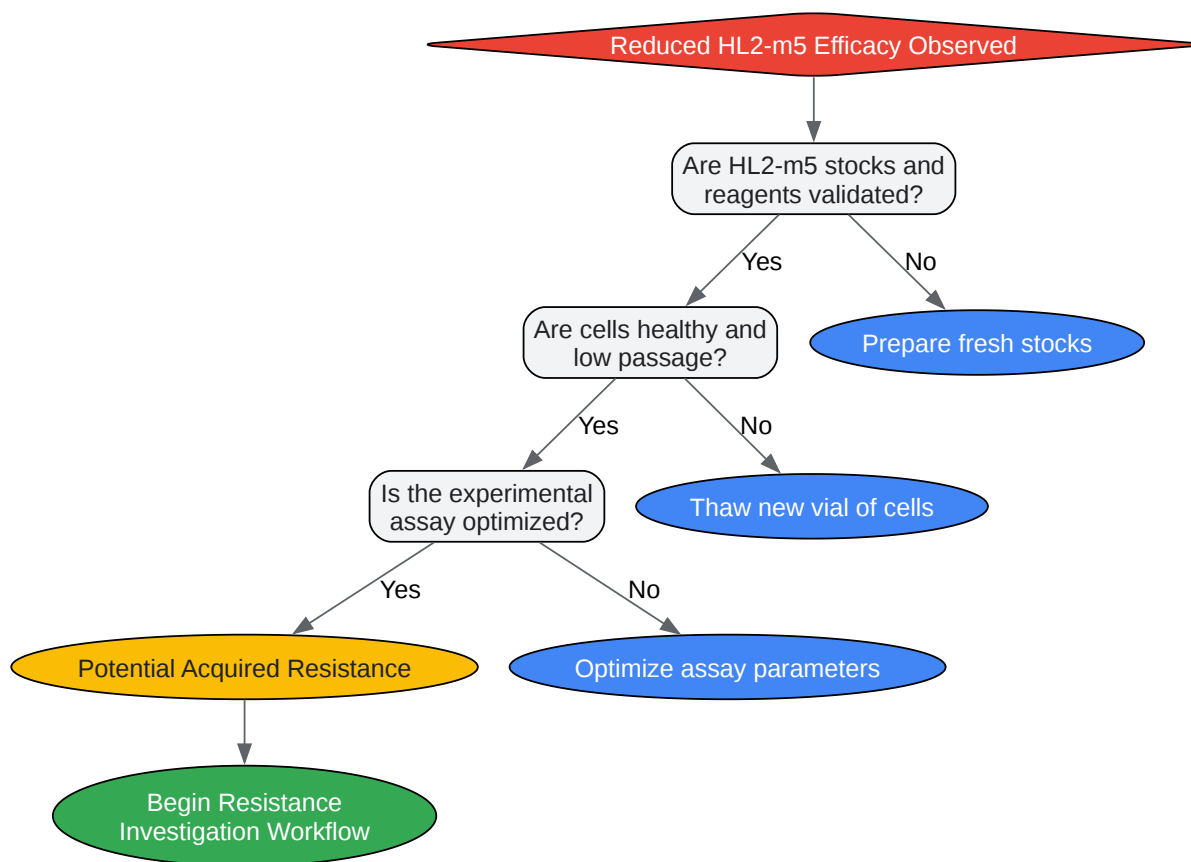 Reduced HL2-m5 Efficacy Observed
Are HL2-m5 stocks and
reagents validated?
Yes
No
Are cells healthy and
low passage?
Prepare fresh stocks
Yes
No
Is the experimental
assay optimized?
Thaw new vial of cells
Yes
No
Potential Acquired Resistance
Optimize assay parameters
Begin Resistance
Investigation Workflow